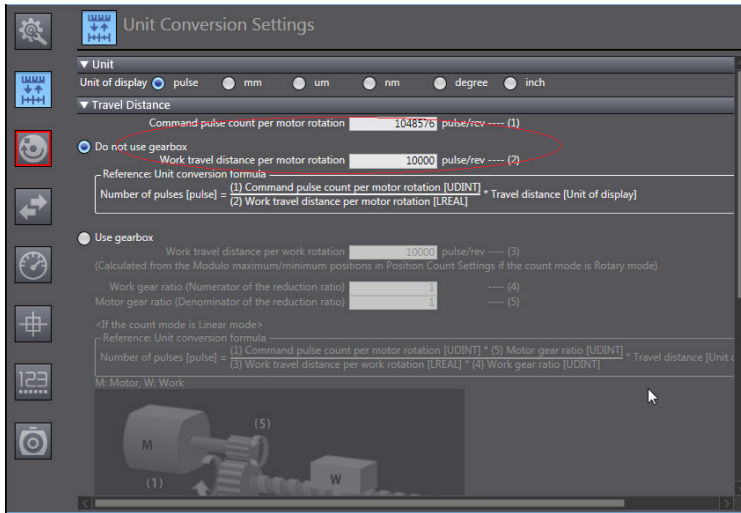 Unit Conversion Settings
▼ Unit
Unit of display pulse mm um nm degree inch
▼ Travel Distance
Command pulse count per motor rotation 1048576 pulse/rev ---- (1)
Do not use gearbox
Work travel distance per motor rotation 10000 pulse/rev ---- (2)
Reference: Unit conversion formula
(1) Command pulse count per motor rotation [UDINT]
Number of pulses [pulse] = * Travel distance [Unit of display]
(2) Work travel distance per motor rotation [LREAL]
Use gearbox
Work travel distance per work rotation 10000 pulse/rev ---- (3)
(Calculated from the Modulo maximum/minimum positions in Position Count Settings if the count mode is Rotary mode)
Work gear ratio (Numerator of the reduction ratio) 1 ---- (4)
Motor gear ratio (Denominator of the reduction ratio) 1 ---- (5)
<If the count mode is Linear mode>
Reference: Unit conversion formula
(1) Command pulse count per motor rotation [UDINT] * (5) Motor gear ratio [UDINT]
Number of pulses [pulse] = * Travel distance [Unit
(3) Work travel distance per work rotation [LREAL] * (4) Work gear ratio [UDINT]
M: Motor, W: Work
(5)
M
W
(1)
123